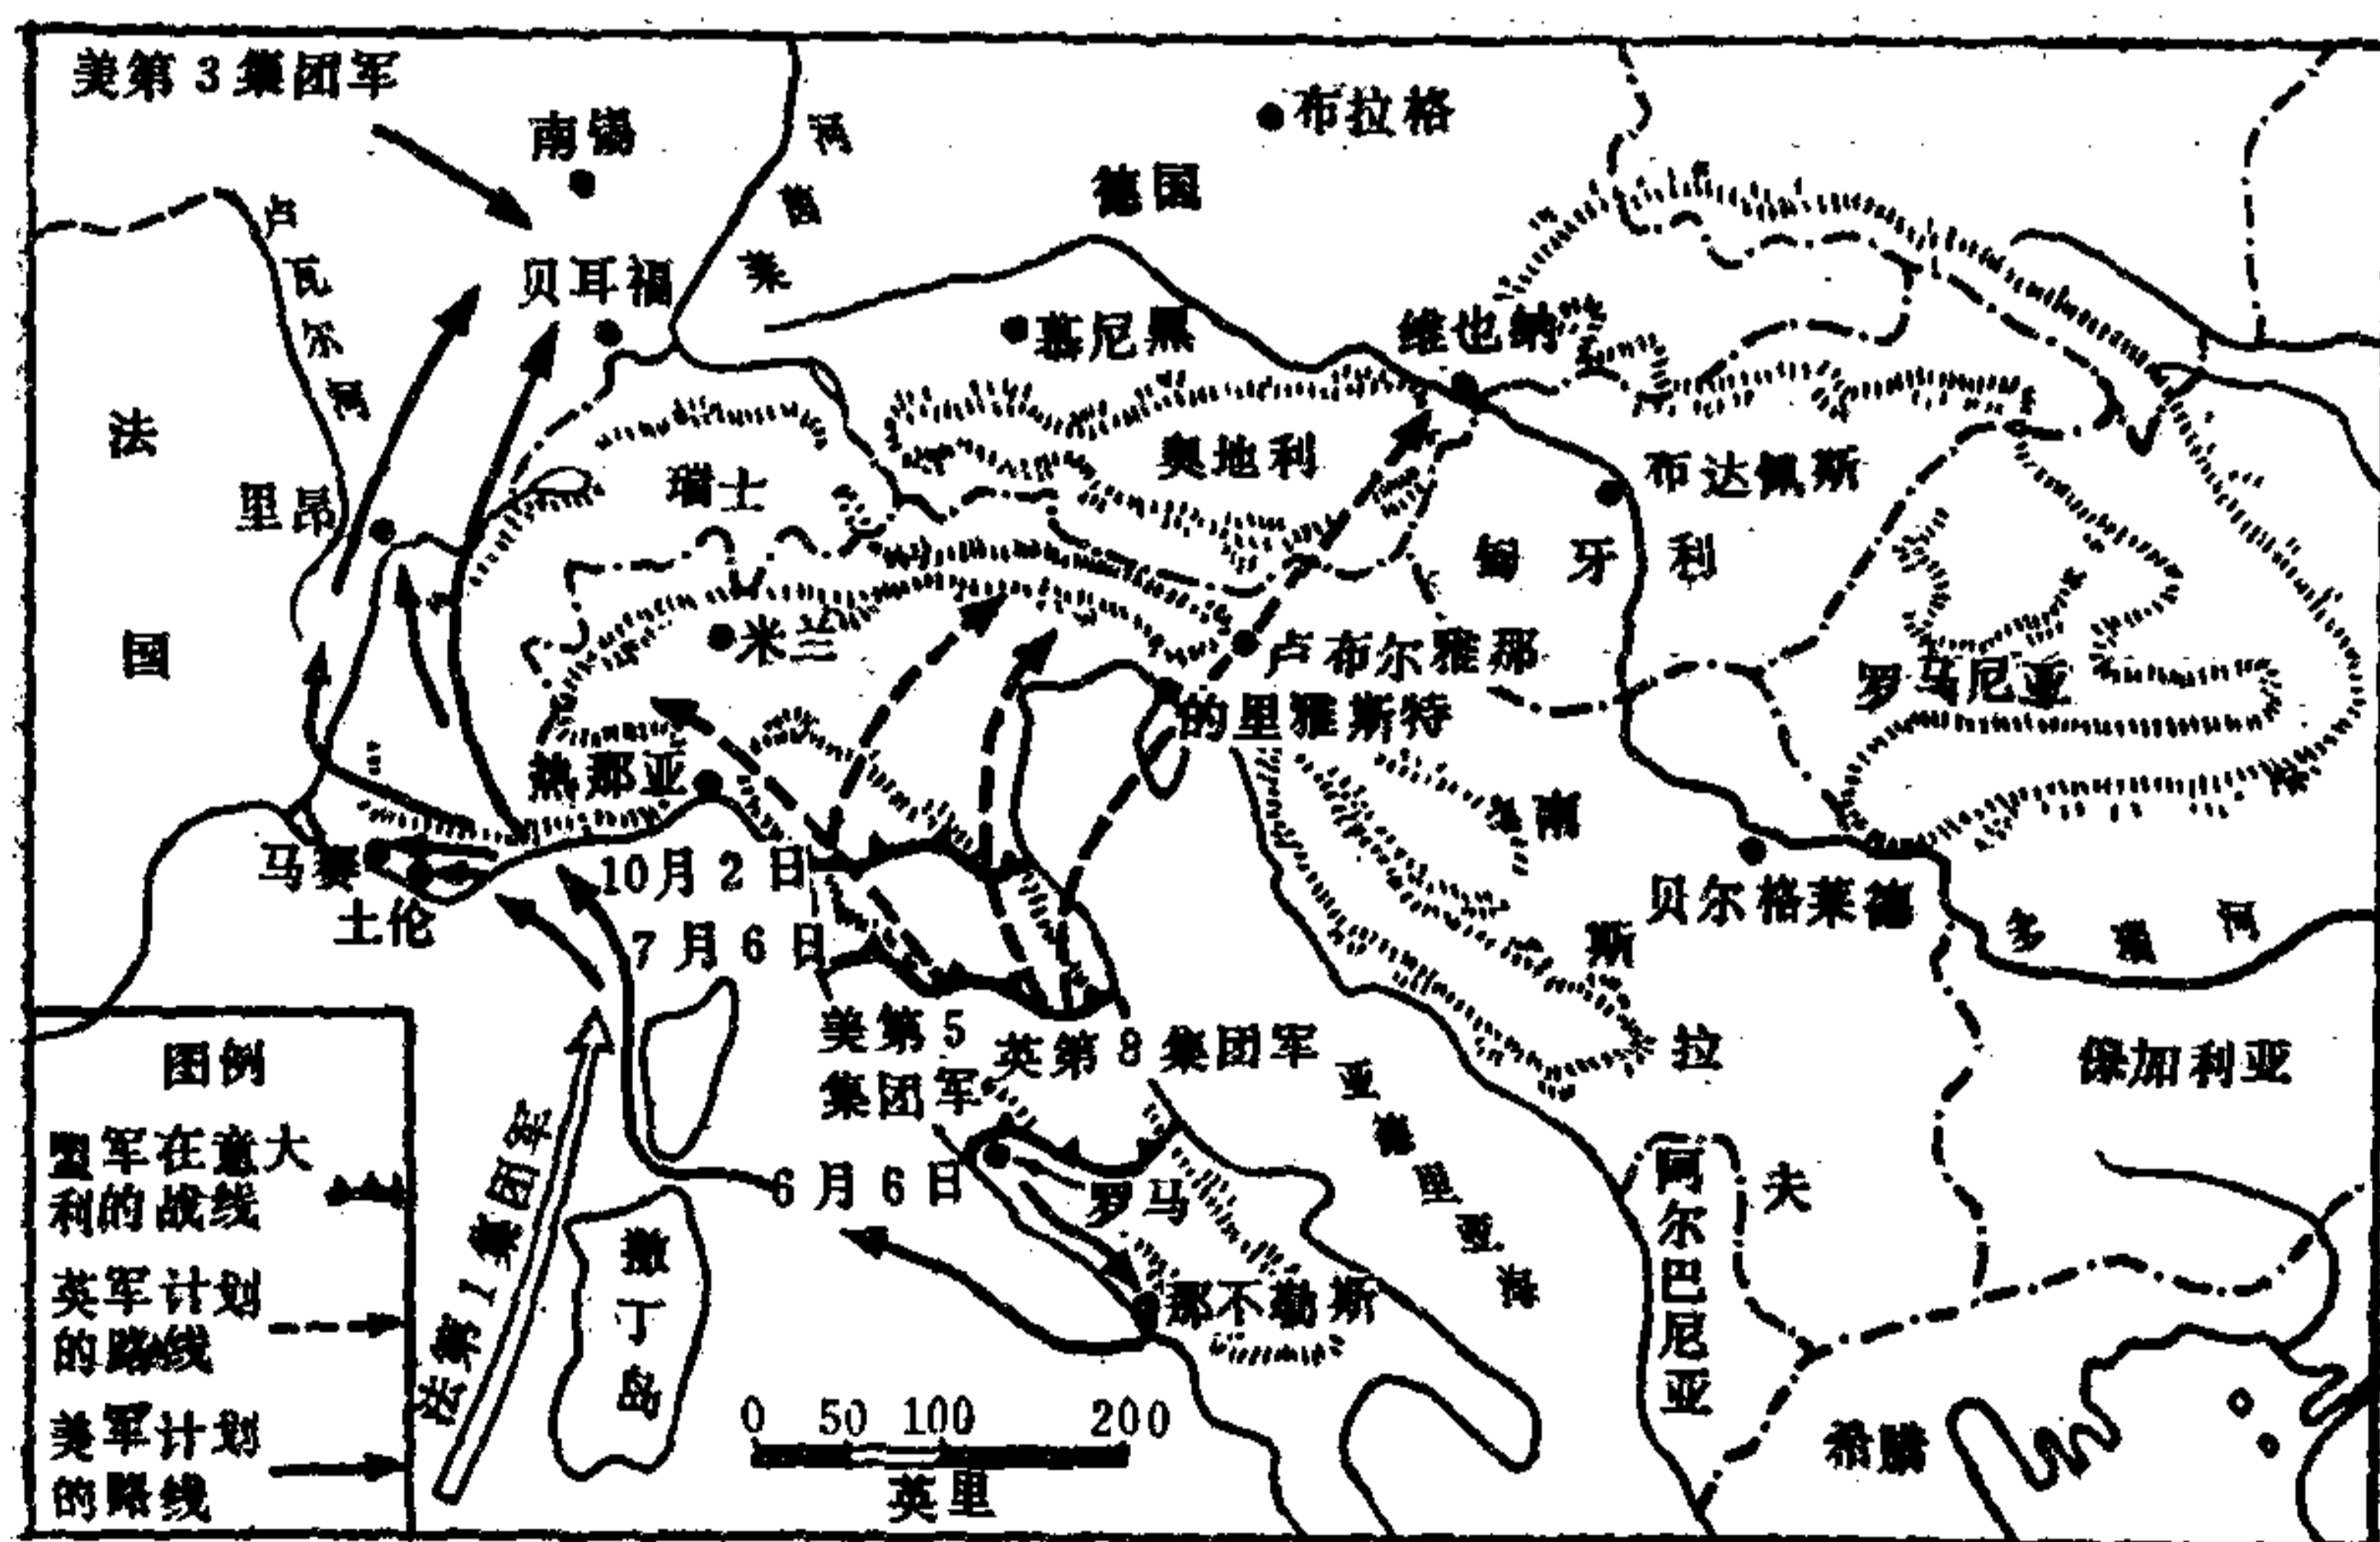 美第3集团军
南锡
布拉格
德国
莱茵河
卢瓦尔河
贝耳福
慕尼黑
维也纳
法国
里昂
瑞士
奥地利
布达佩斯
匈牙利
米兰
卢布尔雅那
的里雅斯特
罗马尼亚
热那亚
南斯拉夫
马赛
土伦
10月2日
7月6日
贝尔格莱德
多瑙河
美第5
集团军
英第8集团军
亚得里亚海
保加利亚
6月6日
罗马
那不勒斯
阿尔巴尼亚
希腊
法第1集团军
撒丁岛
图例
盟军在意大
利的战线
英军计划
的路线
美军计划
的路线
0 50 100 200
英里